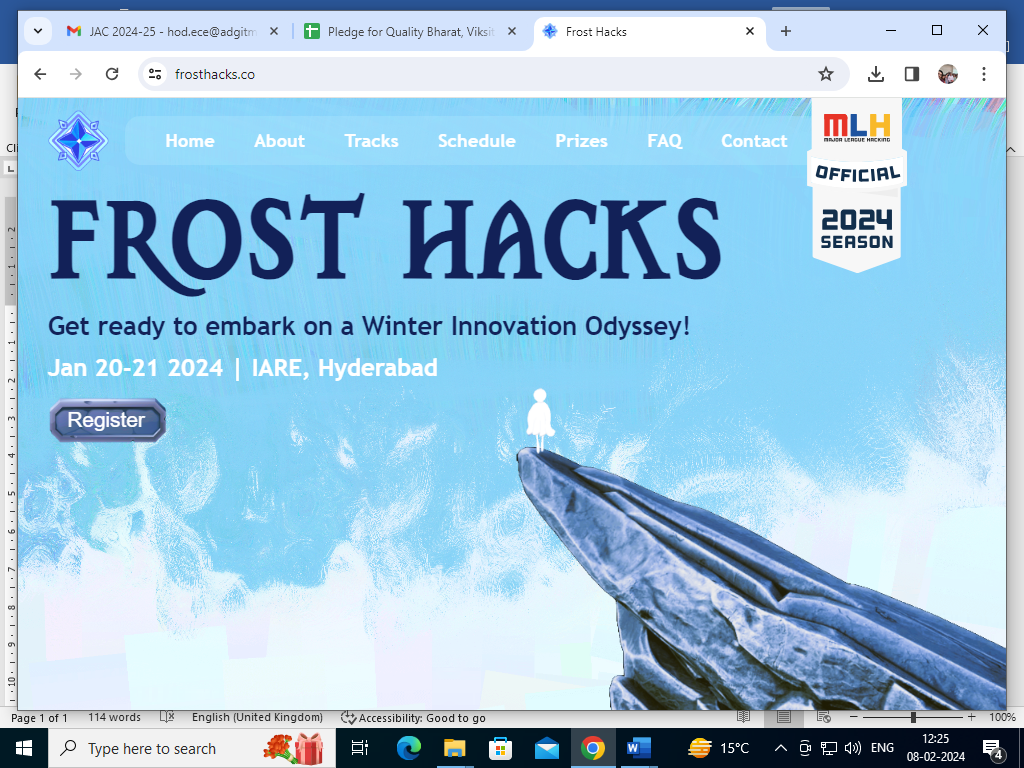 JAC 2024-25 - hod.ece@adgitm
Pledge for Quality Bharat, Viksit
Frost Hacks
frosthacks.co
Home About Tracks Schedule Prizes FAQ Contact
MLH
MAJOR LEAGUE HACKING
OFFICIAL
2024
SEASON
FROST HACKS
Get ready to embark on a Winter Innovation Odyssey!
Jan 20-21 2024 | IARE, Hyderabad
Register
Page 1 of 1 114 words English (United Kingdom) Accessibility: Good to go 100%
Type here to search
15°C
ENG
12:25
08-02-2024
4